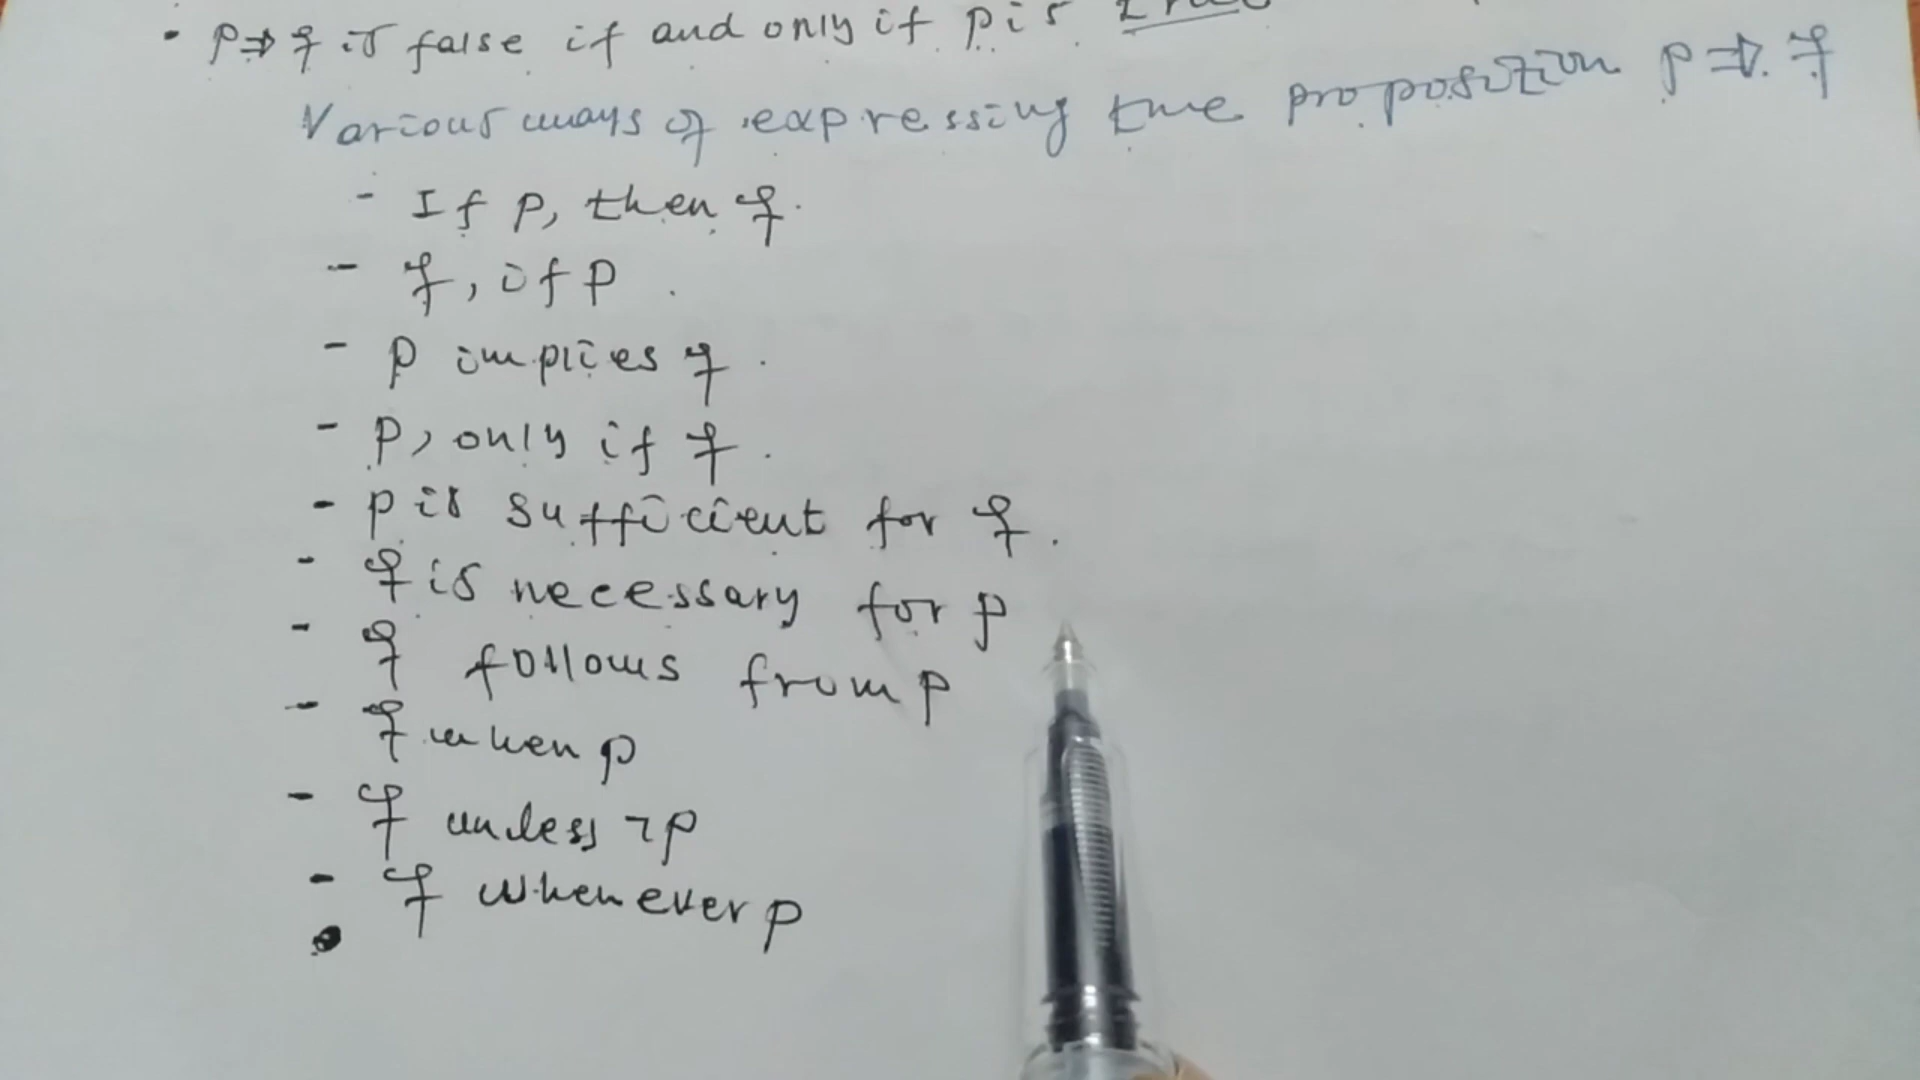 • p⇒q is false if and only if p is true
Various ways of expressing the proposition p⇒q
- If p, then q.
- q, if p.
- p implies q.
- p, only if q.
- p is sufficient for q.
- q is necessary for p
- q follows from p
- q when p
- q unless ¬p
- q whenever p